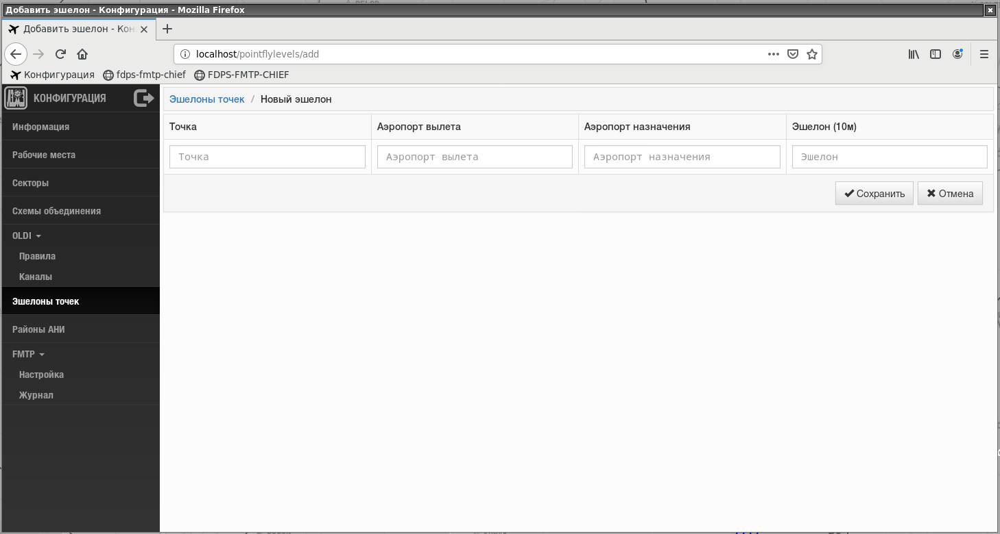 Добавить эшелон - Конфигурация - Mozilla Firefox
Добавить эшелон - Кон
localhost/pointflylevels/add
Конфигурация fdps-fmtp-chief FDPS-FMTP-CHIEF
КОНФИГУРАЦИЯ
Информация
Рабочие места
Секторы
Схемы объединения
OLDI
Правила
Каналы
Эшелоны точек
Районы АНИ
FMTP
Настройка
Журнал
Эшелоны точек / Новый эшелон
Точка Аэропорт вылета Аэропорт назначения Эшелон (10м)
Точка Аэропорт вылета Аэропорт назначения Эшелон
Сохранить Отмена